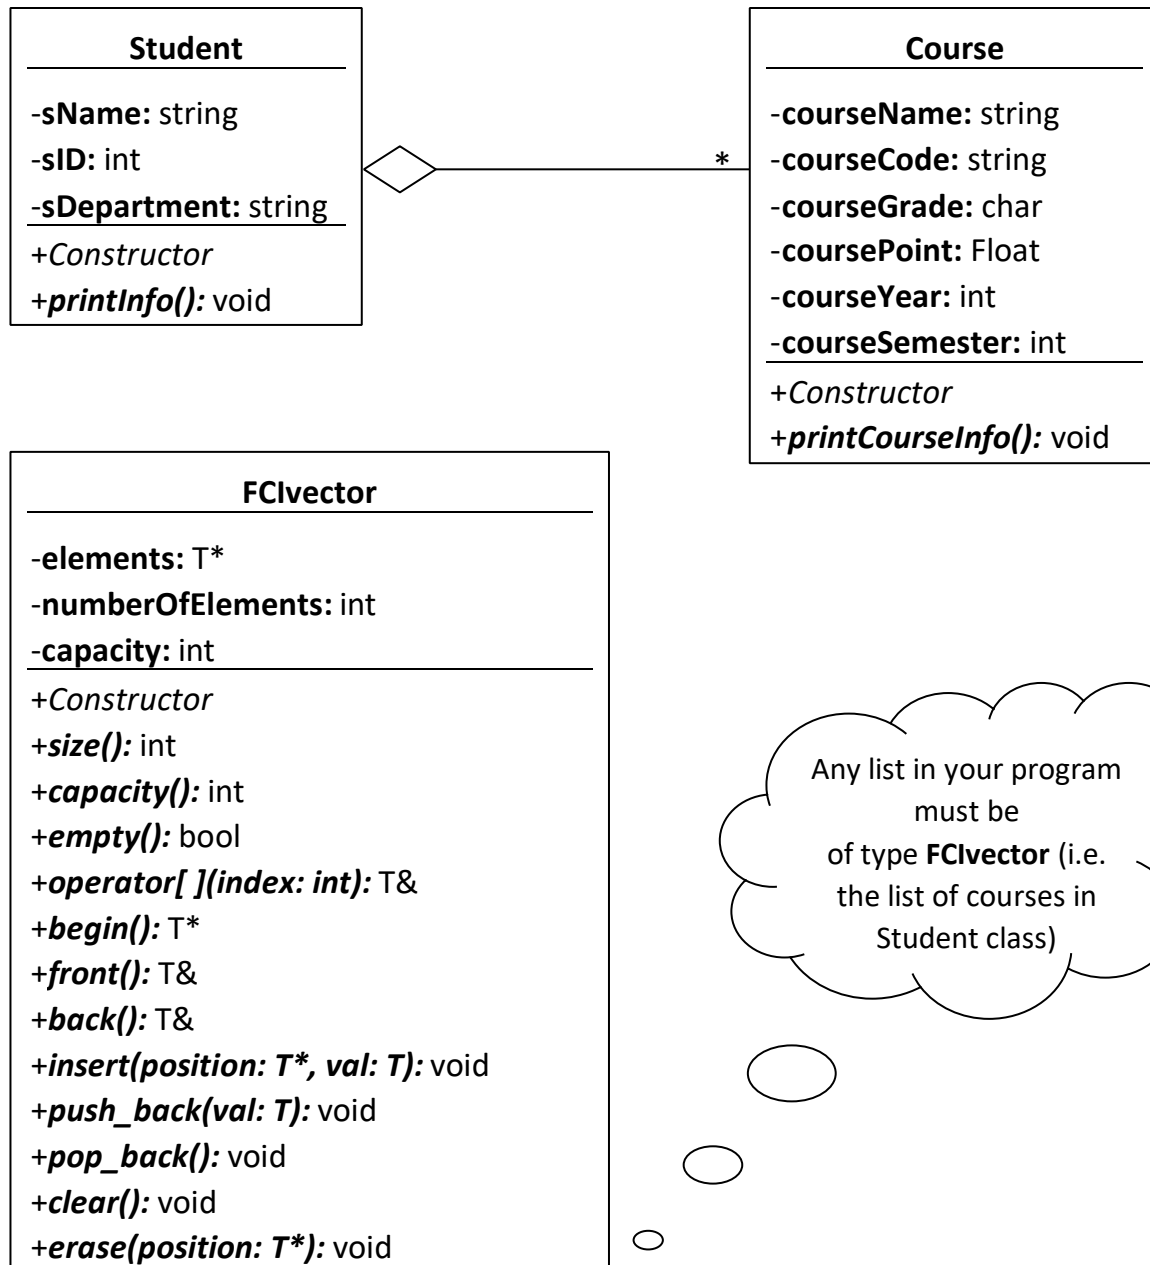 Student
-sName: string
-sID: int
-sDepartment: string
+Constructor
+printInfo(): void
*
Course
-courseName: string
-courseCode: string
-courseGrade: char
-coursePoint: Float
-courseYear: int
-courseSemester: int
+Constructor
+printCourseInfo(): void
FCIvector
-elements: T*
-numberOfElements: int
-capacity: int
+Constructor
+size(): int
+capacity(): int
+empty(): bool
+operator[ ](index: int): T&
+begin(): T*
+front(): T&
+back(): T&
+insert(position: T*, val: T): void
+push_back(val: T): void
+pop_back(): void
+clear(): void
+erase(position: T*): void
Any list in your program
must be
of type FCIvector (i.e.
the list of courses in
Student class)